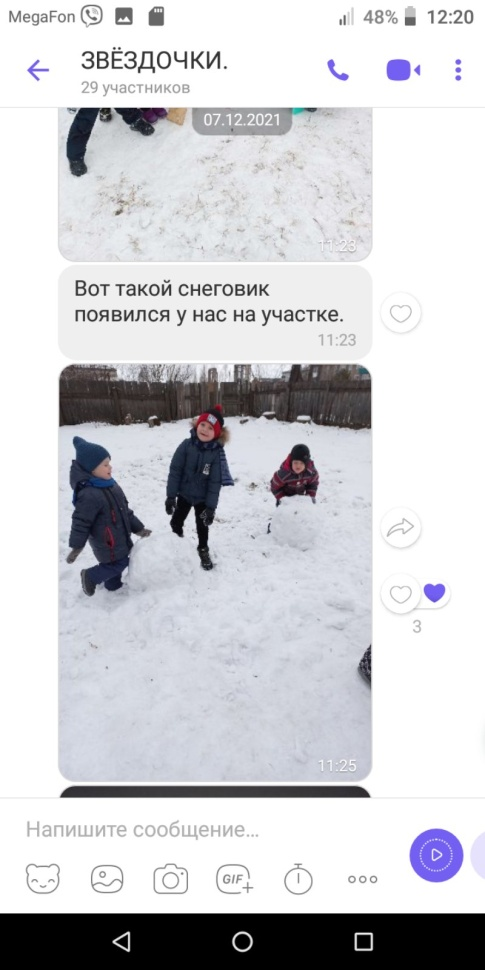 MegaFon 48% 12:20
ЗВЁЗДОЧКИ.
29 участников
07.12.2021
11:23
Вот такой снеговик
появился у нас на участке.
11:23
3
11:25
Напишите сообщение...
GIF